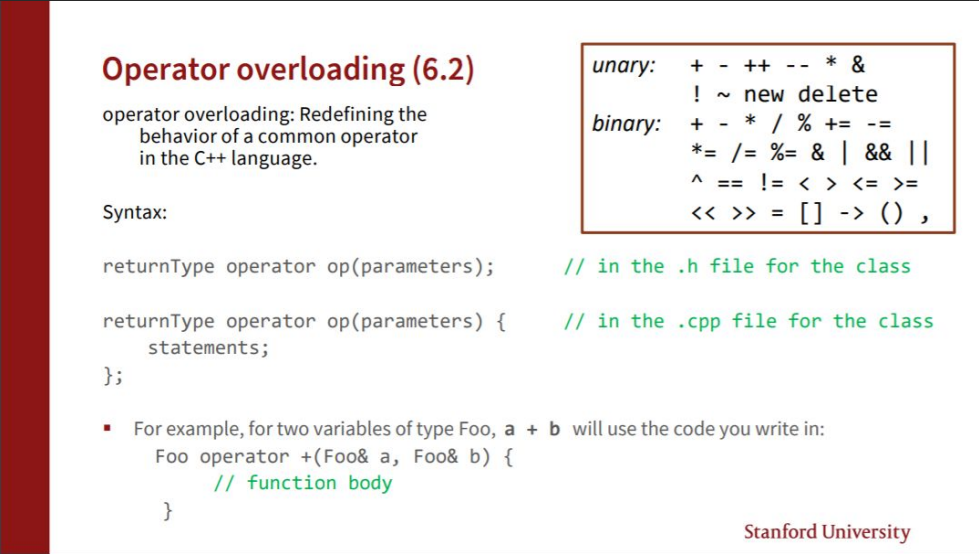 Operator overloading (6.2)
operator overloading: Redefining the
behavior of a common operator
in the C++ language.
unary: + - ++ -- * &
! ~ new delete
binary: + - * / % += -=
*= /= %= & | && ||
^ == != < > <= >=
<< >> = [] -> () ,
Syntax:
returnType operator op(parameters); // in the .h file for the class
returnType operator op(parameters) { // in the .cpp file for the class
statements;
};
▪ For example, for two variables of type Foo, a + b will use the code you write in:
Foo operator +(Foo& a, Foo& b) {
// function body
}
Stanford University